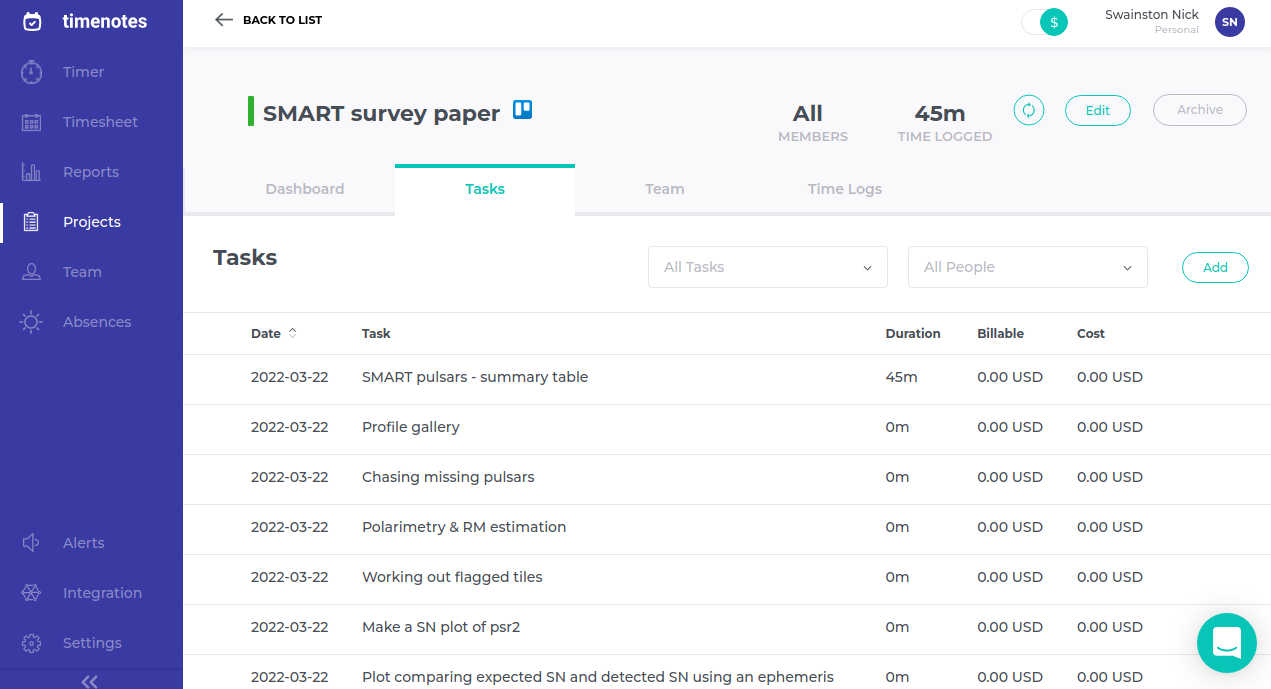 timenotes
Timer
Timesheet
Reports
Projects
Team
Absences
Alerts
Integration
Settings
BACK TO LIST
$
Swainston Nick
Personal
SN
SMART survey paper
All
MEMBERS
45m
TIME LOGGED
Edit
Archive
Dashboard Tasks Team Time Logs
Tasks
All Tasks
All People
Add
Date Task Duration Billable Cost
2022-03-22 SMART pulsars - summary table 45m 0.00 USD 0.00 USD
2022-03-22 Profile gallery 0m 0.00 USD 0.00 USD
2022-03-22 Chasing missing pulsars 0m 0.00 USD 0.00 USD
2022-03-22 Polarimetry & RM estimation 0m 0.00 USD 0.00 USD
2022-03-22 Working out flagged tiles 0m 0.00 USD 0.00 USD
2022-03-22 Make a SN plot of psr2 0m 0.00 USD 0.00 USD
2022-03-22 Plot comparing expected SN and detected SN using an ephemeris 0m 0.00 USD 0.00 USD